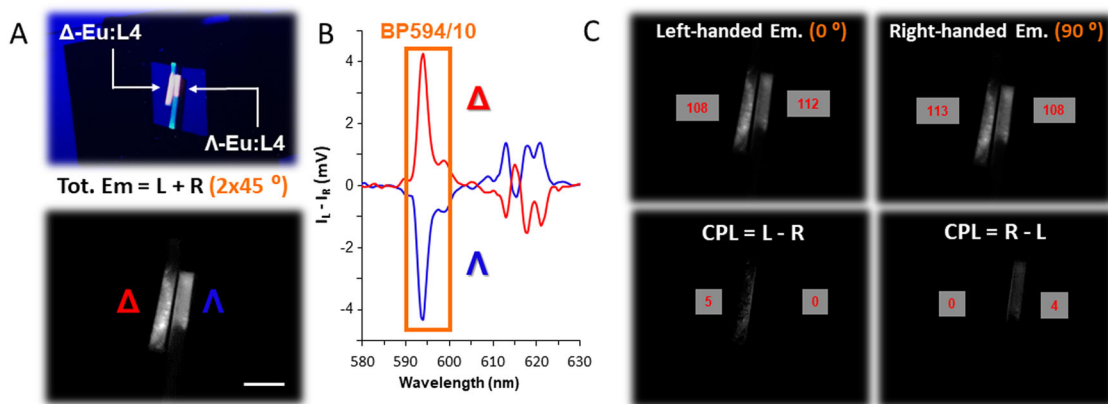 A
Δ-Eu:L4
Λ-Eu:L4
Tot. Em = L + R (2x45 º)
Δ Λ
B
BP594/10
Δ
Λ
I_L - I_R (mV)
4
2
0
-2
-4
580 590 600 610 620 630
Wavelength (nm)
C
Left-handed Em. (0 º)
108 112
Right-handed Em. (90 º)
113 108
CPL = L - R
5 0
CPL = R - L
0 4